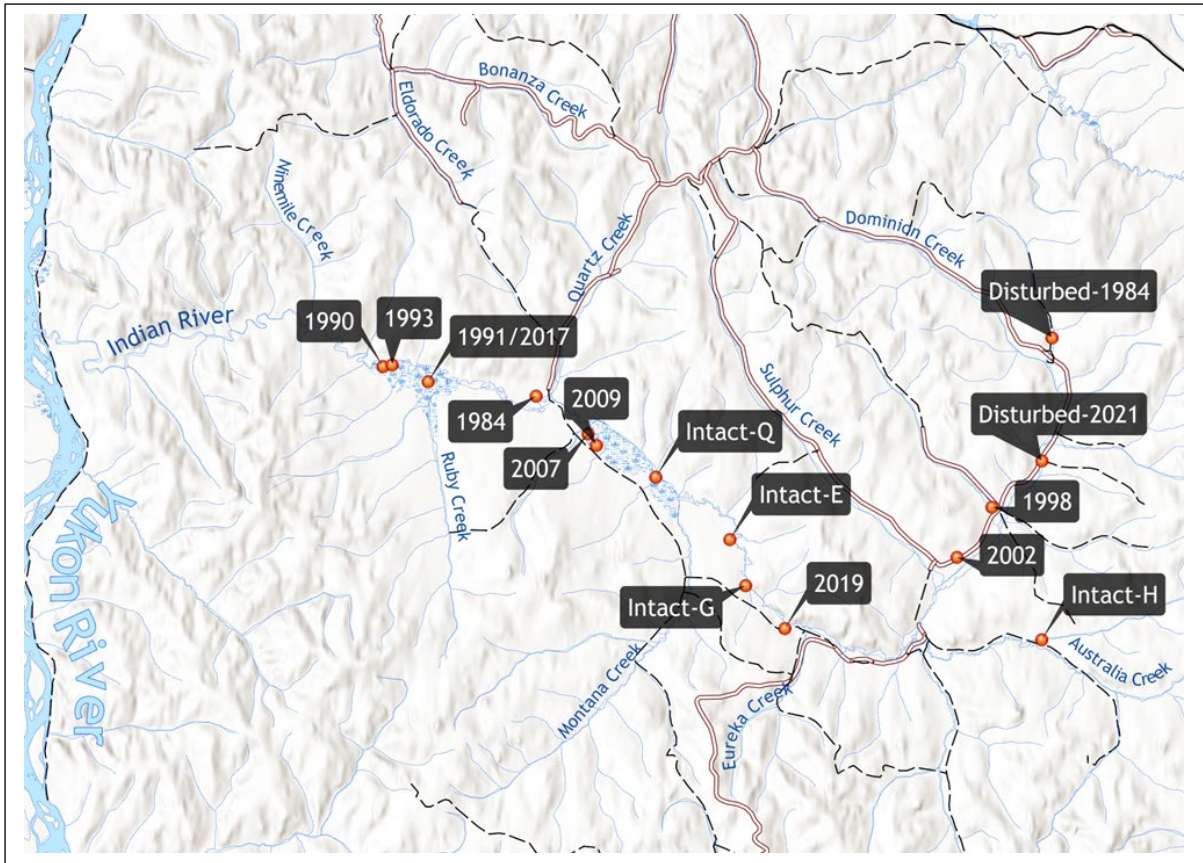 Bonanza Creek
Eldorado Creek
Ninemile Creek
Quartz Creek
Dominion Creek
Disturbed-1984
Indian River
1990
1993
1991/2017
1984
2009
2007
Sulphur Creek
Intact-Q
Disturbed-2021
Ruby Creek
Intact-E
1998
2002
Yukon River
Intact-G
2019
Intact-H
Australia Creek
Montana Creek
Eureka Creek